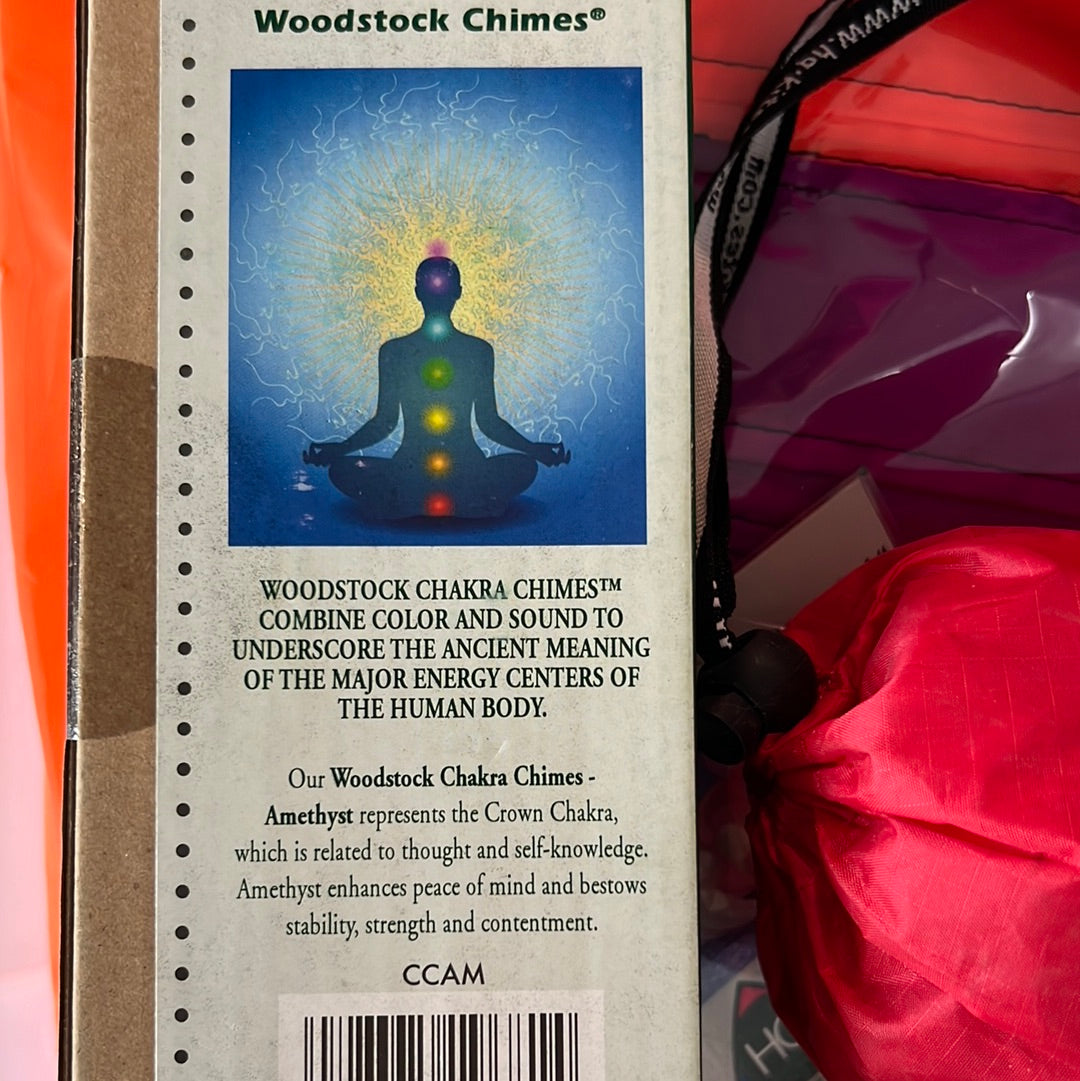 Woodstock Chimes®
WOODSTOCK CHAKRA CHIMES™
COMBINE COLOR AND SOUND TO
UNDERSCORE THE ANCIENT MEANING
OF THE MAJOR ENERGY CENTERS OF
THE HUMAN BODY.
Our Woodstock Chakra Chimes -
Amethyst represents the Crown Chakra,
which is related to thought and self-knowledge.
Amethyst enhances peace of mind and bestows
stability, strength and contentment.
CCAM